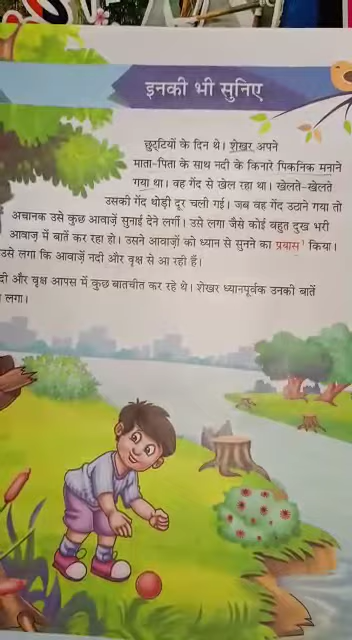 इनकी भी सुनिए
छुट्टियों के दिन थे। शेखर अपने
माता-पिता के साथ नदी के किनारे पिकनिक मनाने
गया था। वह गेंद से खेल रहा था। खेलते-खेलते
उसकी गेंद थोड़ी दूर चली गई। जब वह गेंद उठाने गया तो
अचानक उसे कुछ आवाज़ें सुनाई देने लगीं। उसे लगा जैसे कोई बहुत दुख भरी
आवाज़ में बातें कर रहा हो। उसने आवाज़ों को ध्यान से सुनने का प्रयास¹ किया।
उसे लगा कि आवाज़ें नदी और वृक्ष से आ रही हैं।
दी और वृक्ष आपस में कुछ बातचीत कर रहे थे। शेखर ध्यानपूर्वक उनकी बातें
लगा।